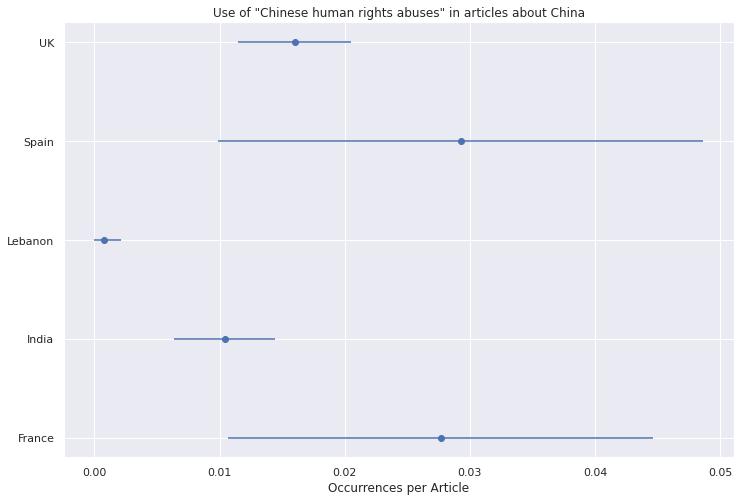 Use of "Chinese human rights abuses" in articles about China
UK
Spain
Lebanon
India
France
0.00 0.01 0.02 0.03 0.04 0.05
Occurrences per Article